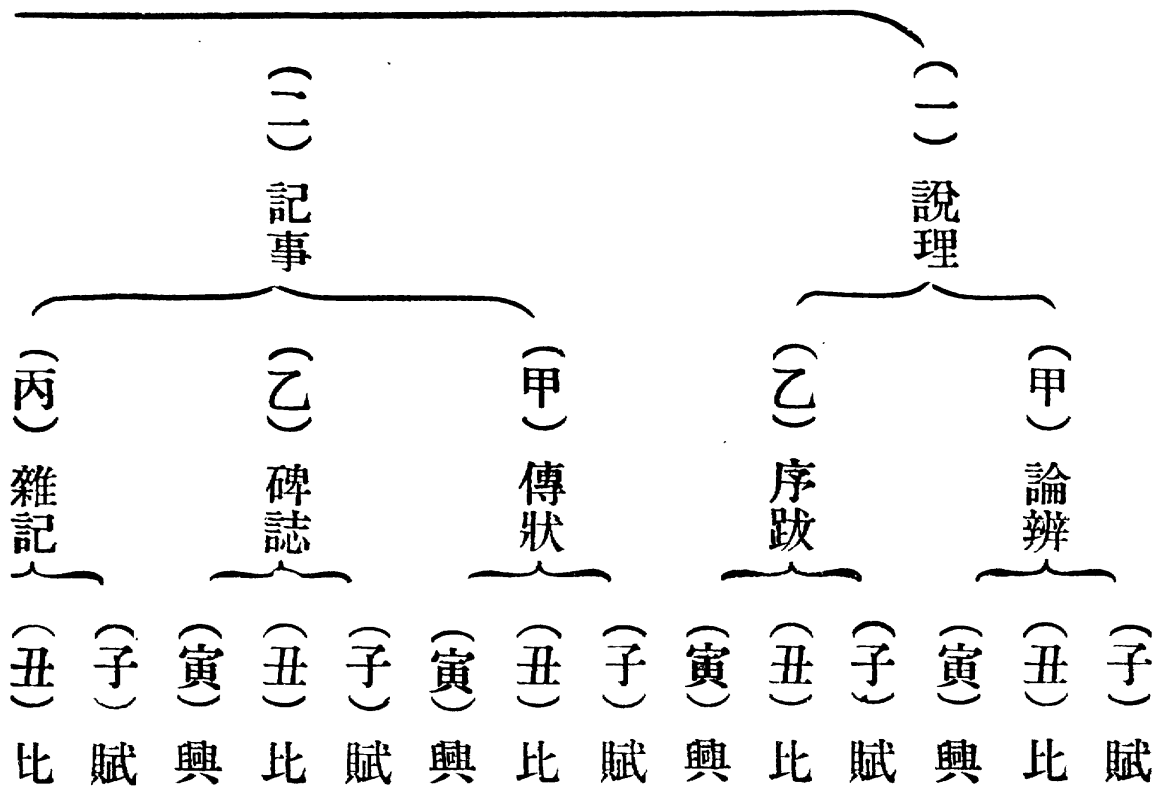 （一）說理
（甲）論辨
（子）賦
（丑）比
（寅）興
（乙）序跋
（子）賦
（丑）比
（寅）興
（二）記事
（甲）傳狀
（子）賦
（丑）比
（寅）興
（乙）碑誌
（子）賦
（丑）比
（寅）興
（丙）雜記
（子）賦
（丑）比